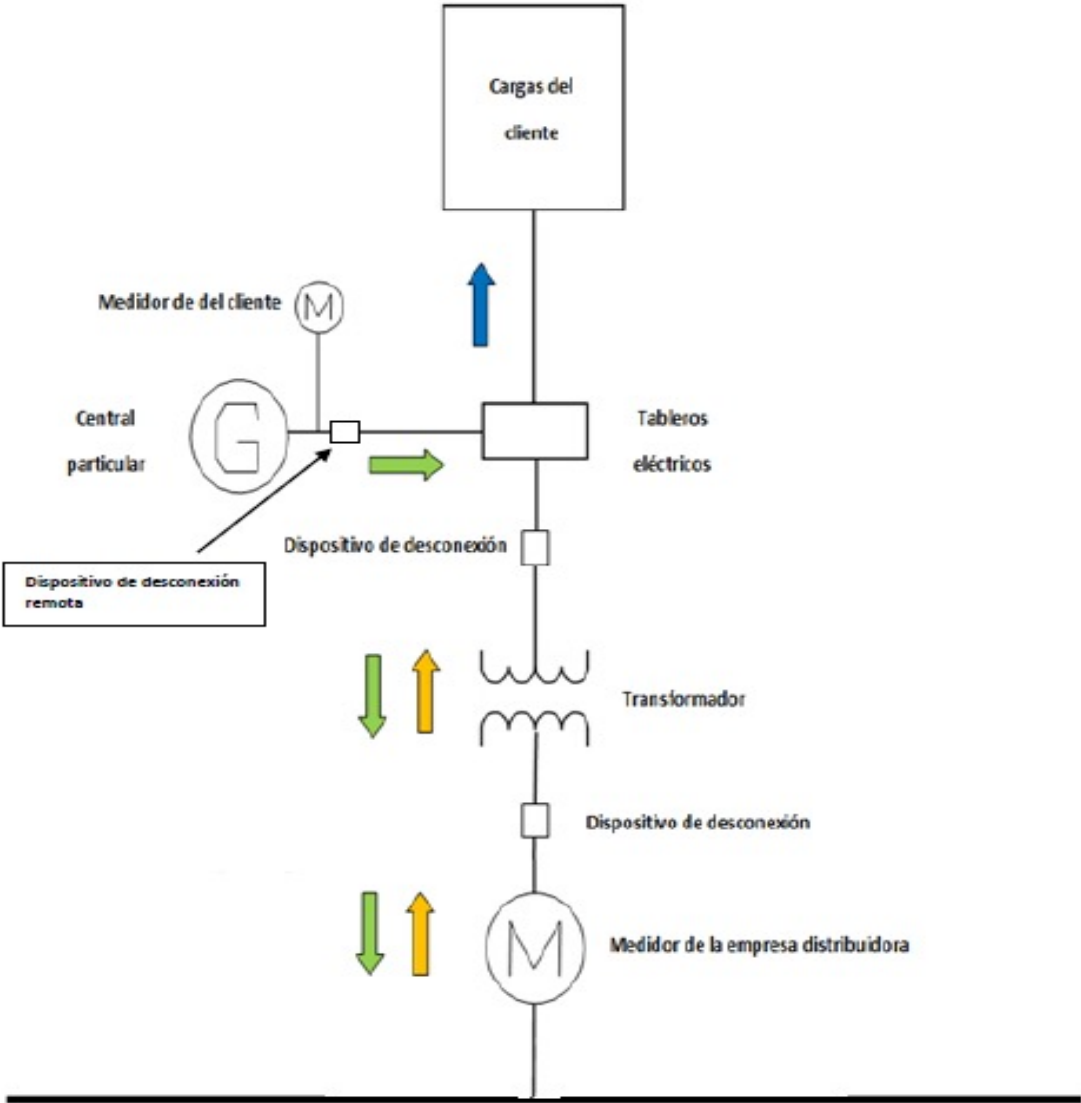 Cargas del
cliente
Medidor de del cliente
M
Central
particular
G
Tableros
eléctricos
Dispositivo de desconexión
Dispositivo de desconexión
remota
Transformador
Dispositivo de desconexión
M
Medidor de la empresa distribuidora